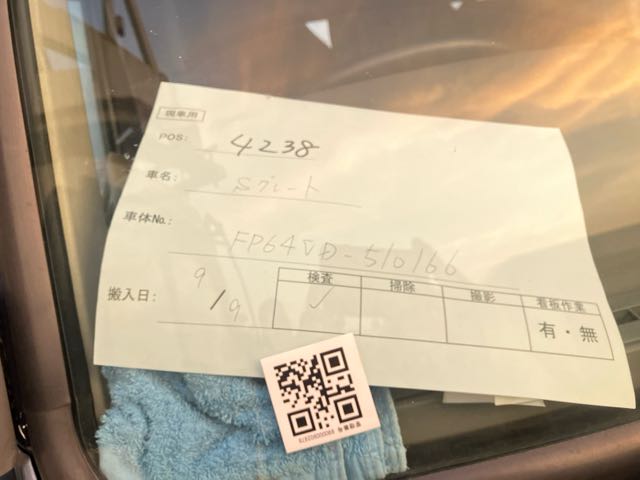 現車用
POS: 4238
車名: Sグレート
車体No.: FP64VD-510166
搬入日: 9/9
検査 掃除 撮影 看板作業
✓ 有・無